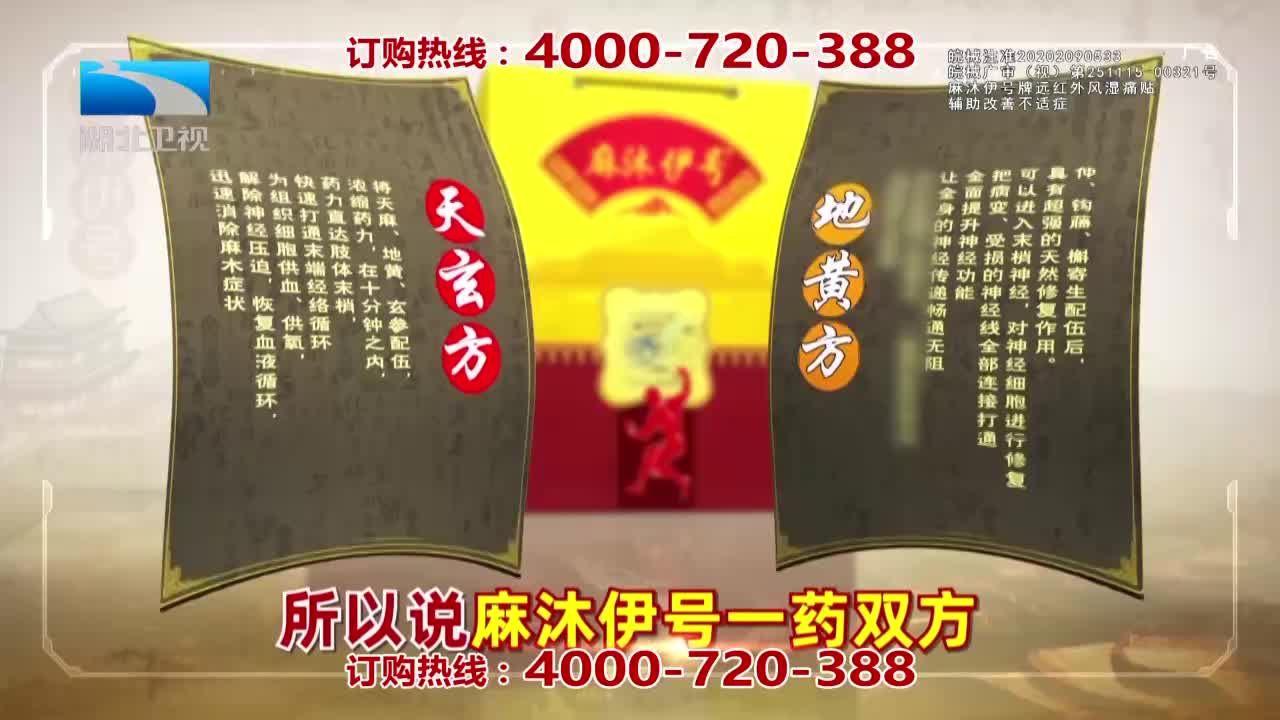 订购热线：4000-720-388
湖北卫视
皖械注准20202090533
皖械广审（视）第251115-00321号
麻沐伊号牌远红外风湿痛贴
辅助改善不适症
麻沐伊号
天玄方
将天麻、地黄、玄参配伍，
浓缩药力，在十分钟之内，
药力直达肢体末梢，
快速打通末端经络循环
为组织细胞供血、供氧，
解除神经压迫，恢复血液循环，
迅速消除麻木症状
地黄方
仲、钩藤、槲寄生配伍后，
具有超强的天然修复作用。
可以进入末梢神经，对神经细胞进行修复
把病变、受损的神经线全部连接打通
全面提升神经功能
让全身的神经传递畅通无阻
所以说麻沐伊号一药双方
订购热线：4000-720-388